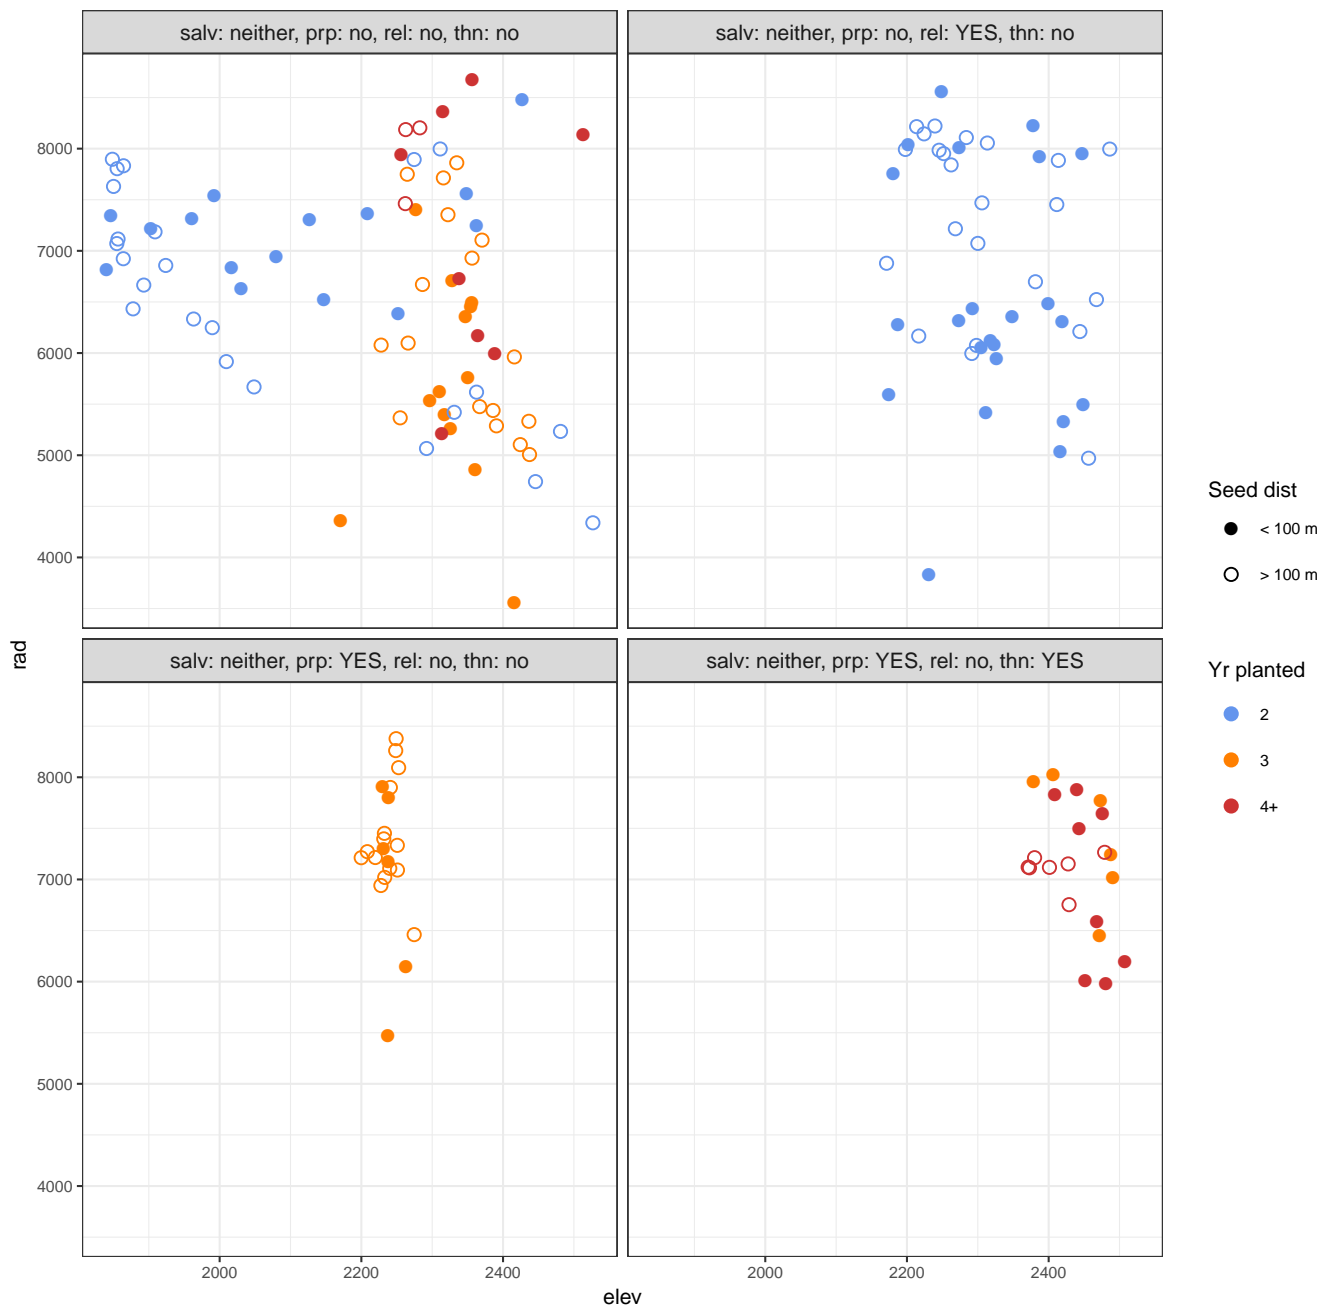 salv: neither, prp: no, rel: no, thn: no
salv: neither, prp: no, rel: YES, thn: no
8000
7000
6000
5000
4000
salv: neither, prp: YES, rel: no, thn: no
salv: neither, prp: YES, rel: no, thn: YES
8000
7000
6000
5000
4000
2000
2200
2400
2000
2200
2400
elev
rad
Seed dist
< 100 m
> 100 m
Yr planted
2
3
4+